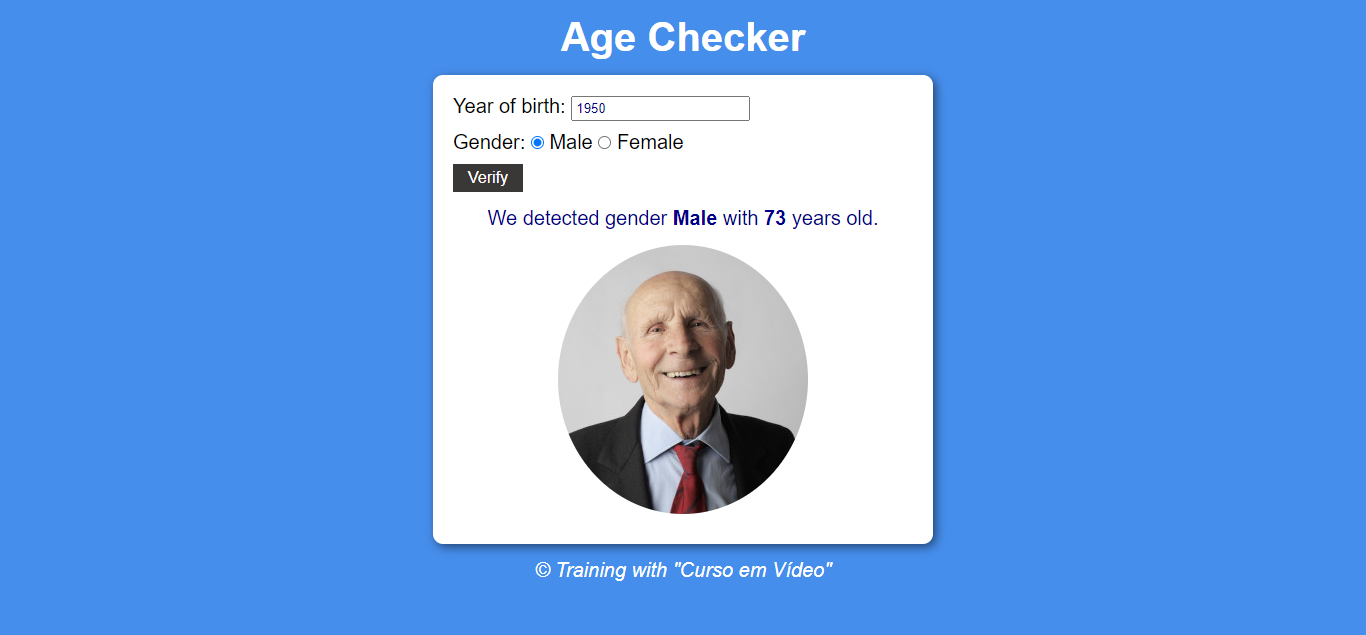 Age Checker
Year of birth: 1950
Gender: Male Female
Verify
We detected gender Male with 73 years old.
© Training with "Curso em Vídeo"